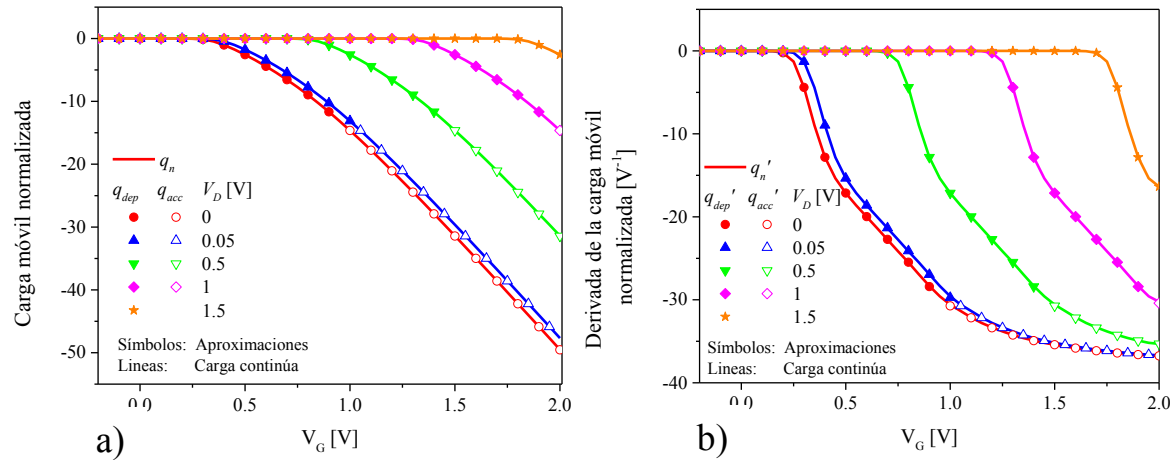 0
-10
-20
-30
-40
-50
Carga móvil normalizada
q_n
q_dep q_acc V_D [V]
0
0.05
0.5
1
1.5
Símbolos: Aproximaciones
Lineas: Carga continúa
0.0 0.5 1.0 1.5 2.0
V_G [V]
a)
0
-10
-20
-30
-40
Derivada de la carga móvil
normalizada [V^-1]
q_n'
q_dep' q_acc' V_D [V]
0
0.05
0.5
1
1.5
Símbolos: Aproximaciones
Lineas: Carga continúa
0.0 0.5 1.0 1.5 2.0
V_G [V]
b)